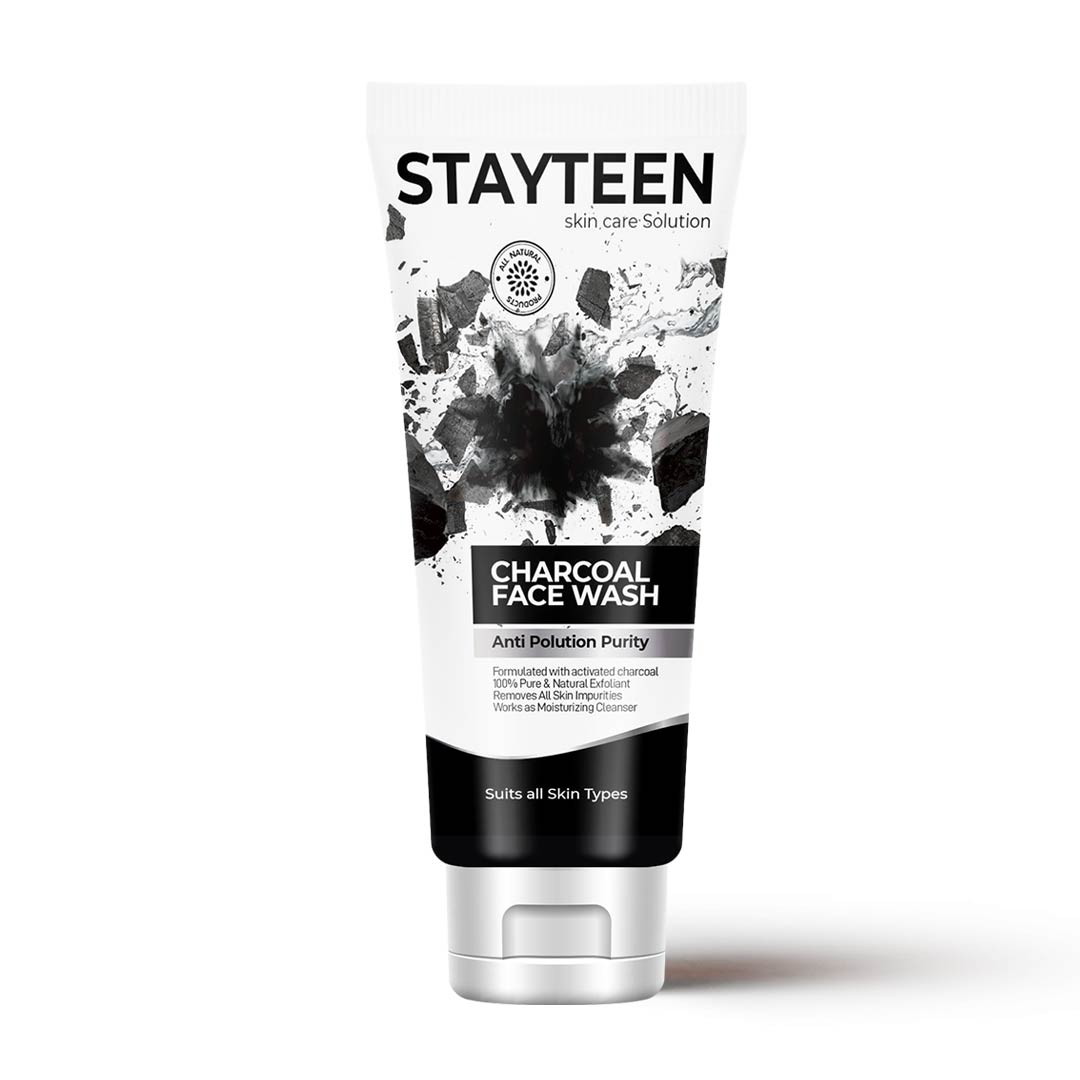 STAYTEEN
skin care Solution
ALL NATURAL
PRODUCTS
CHARCOAL
FACE WASH
Anti Polution Purity
Formulated with activated charcoal
100% Pure & Natural Exfoliant
Removes All Skin Impurities
Works as Moisturizing Cleanser
Suits all Skin Types